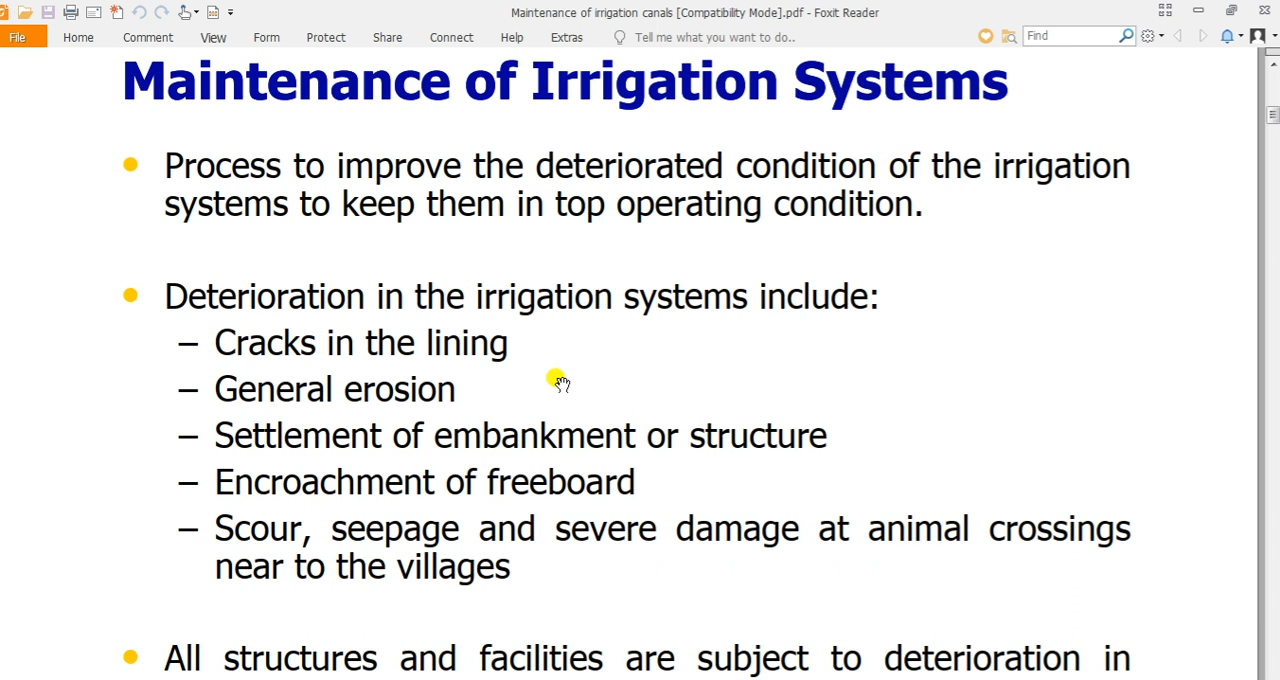 Maintenance of irrigation canals [Compatibility Mode].pdf - Foxit Reader
File Home Comment View Form Protect Share Connect Help Extras Tell me what you want to do.. Find
Maintenance of Irrigation Systems
• Process to improve the deteriorated condition of the irrigation
systems to keep them in top operating condition.
• Deterioration in the irrigation systems include:
– Cracks in the lining
– General erosion
– Settlement of embankment or structure
– Encroachment of freeboard
– Scour, seepage and severe damage at animal crossings
near to the villages
• All structures and facilities are subject to deterioration in